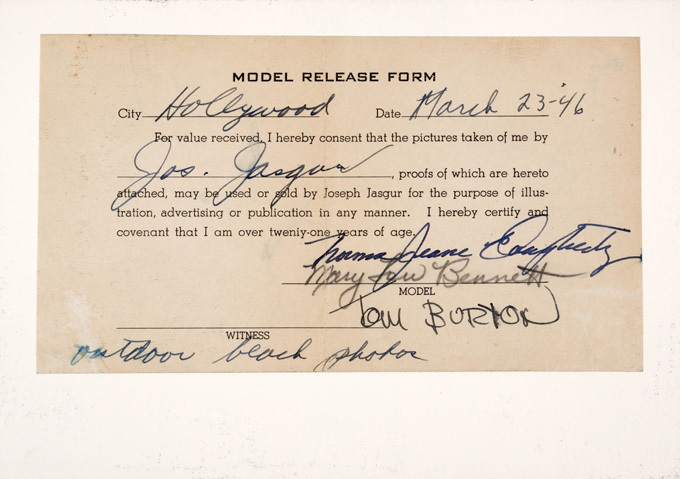 MODEL RELEASE FORM
City Hollywood Date March 23-46
For value received, I hereby consent that the pictures taken of me by
Jos. Jasgur, proofs of which are hereto
attached, may be used or sold by Joseph Jasgur for the purpose of illus-
tration, advertising or publication in any manner. I hereby certify and
covenant that I am over twenty-one years of age.
Norma Jeane Dougherty
Mary Lou Bennett
MODEL
Tom BURTON
WITNESS
outdoor beach photos